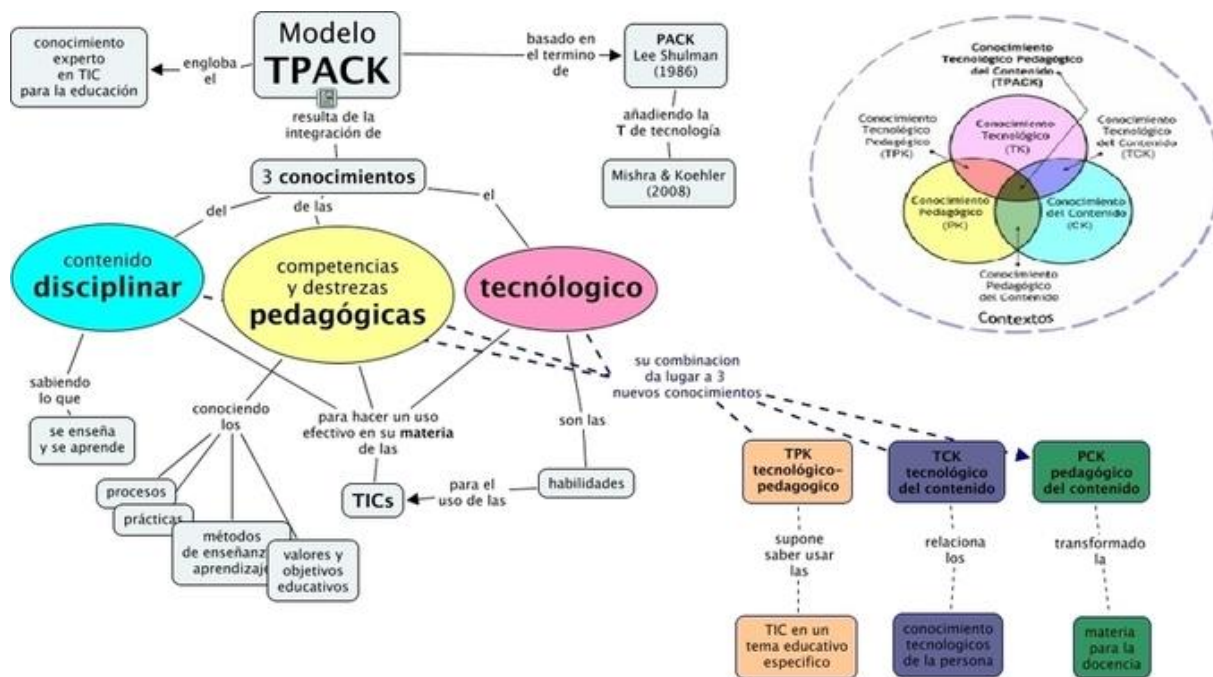 conocimiento
experto
en TIC
para la educación
engloba
el
Modelo
TPACK
basado en
el termino
de
PACK
Lee Shulman
(1986)
añadiendo la
T de tecnología
Mishra & Koehler
(2008)
resulta de la
integración de
3 conocimientos
del
de las
el
contenido
disciplinar
competencias
y destrezas
pedagógicas
tecnólogico
sabiendo
lo que
se enseña
y se aprende
conociendo
los
procesos
prácticas
métodos
de enseñanz
aprendizaje
valores y
objetivos
educativos
para hacer un uso
efectivo en su materia
de las
TICs
para el
uso de las
son las
habilidades
su combinacion
da lugar a 3
nuevos conocimientos
TPK
tecnológico-
pedagogico
TCK
tecnológico
del contenido
PCK
pedagógico
del contenido
supone
saber usar
las
relaciona
los
transformado
la
TIC en un
tema educativo
especifico
conocimiento
tecnologicos
de la persona
materia
para la
docencia
Conocimiento
Tecnológico Pedagógico
del Contenido
(TPACK)
Conocimiento
Tecnológico
Pedagógico
(TPK)
Conocimiento
Tecnológico
(TK)
Conocimiento
Tecnológico
del Contenido
(TCK)
Conocimiento
Pedagógico
(PK)
Conocimiento
del Contenido
(CK)
Conocimiento
Pedagógico
del Contenido
Contextos